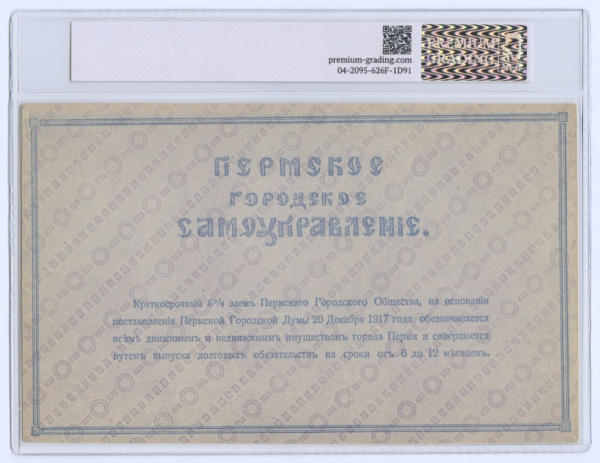 premium-grading.com
04-2095-626F-1D91
PREMIUM
GRADING
ПЕРМСКОЕ
ГОРОДСКОЕ
САМОУПРАВЛЕНІЕ.
Краткосрочный 6% заемъ Пермскаго Городского Общества, на основаніи
постановленія Пермской Городской Думы 20 Декабря 1917 года обезпечивается
всѣмъ движимымъ и недвижимымъ имуществомъ города Перми и совершается
путемъ выпуска долговыхъ обязательствъ на сроки отъ 6 до 12 мѣсяцевъ.